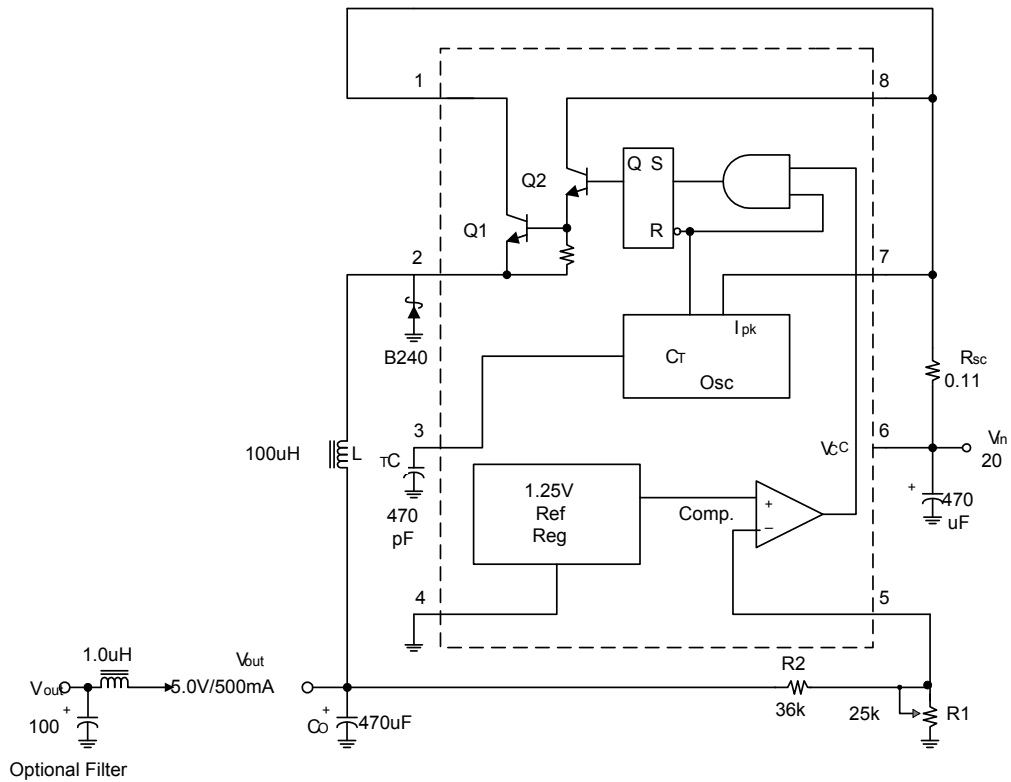 1
8
Q2
Q S
Q1
R
2
7
Ipk
B240
CT
Osc
Rsc
0.11
3
6
100uH
L
TC
VCC
Vin
20
470
pF
1.25V
Ref
Reg
Comp.
+
−
+
470
uF
4
5
1.0uH
Vout
R2
Vout
5.0V/500mA
+
100
+
CO
470uF
36k
25k
R1
Optional Filter